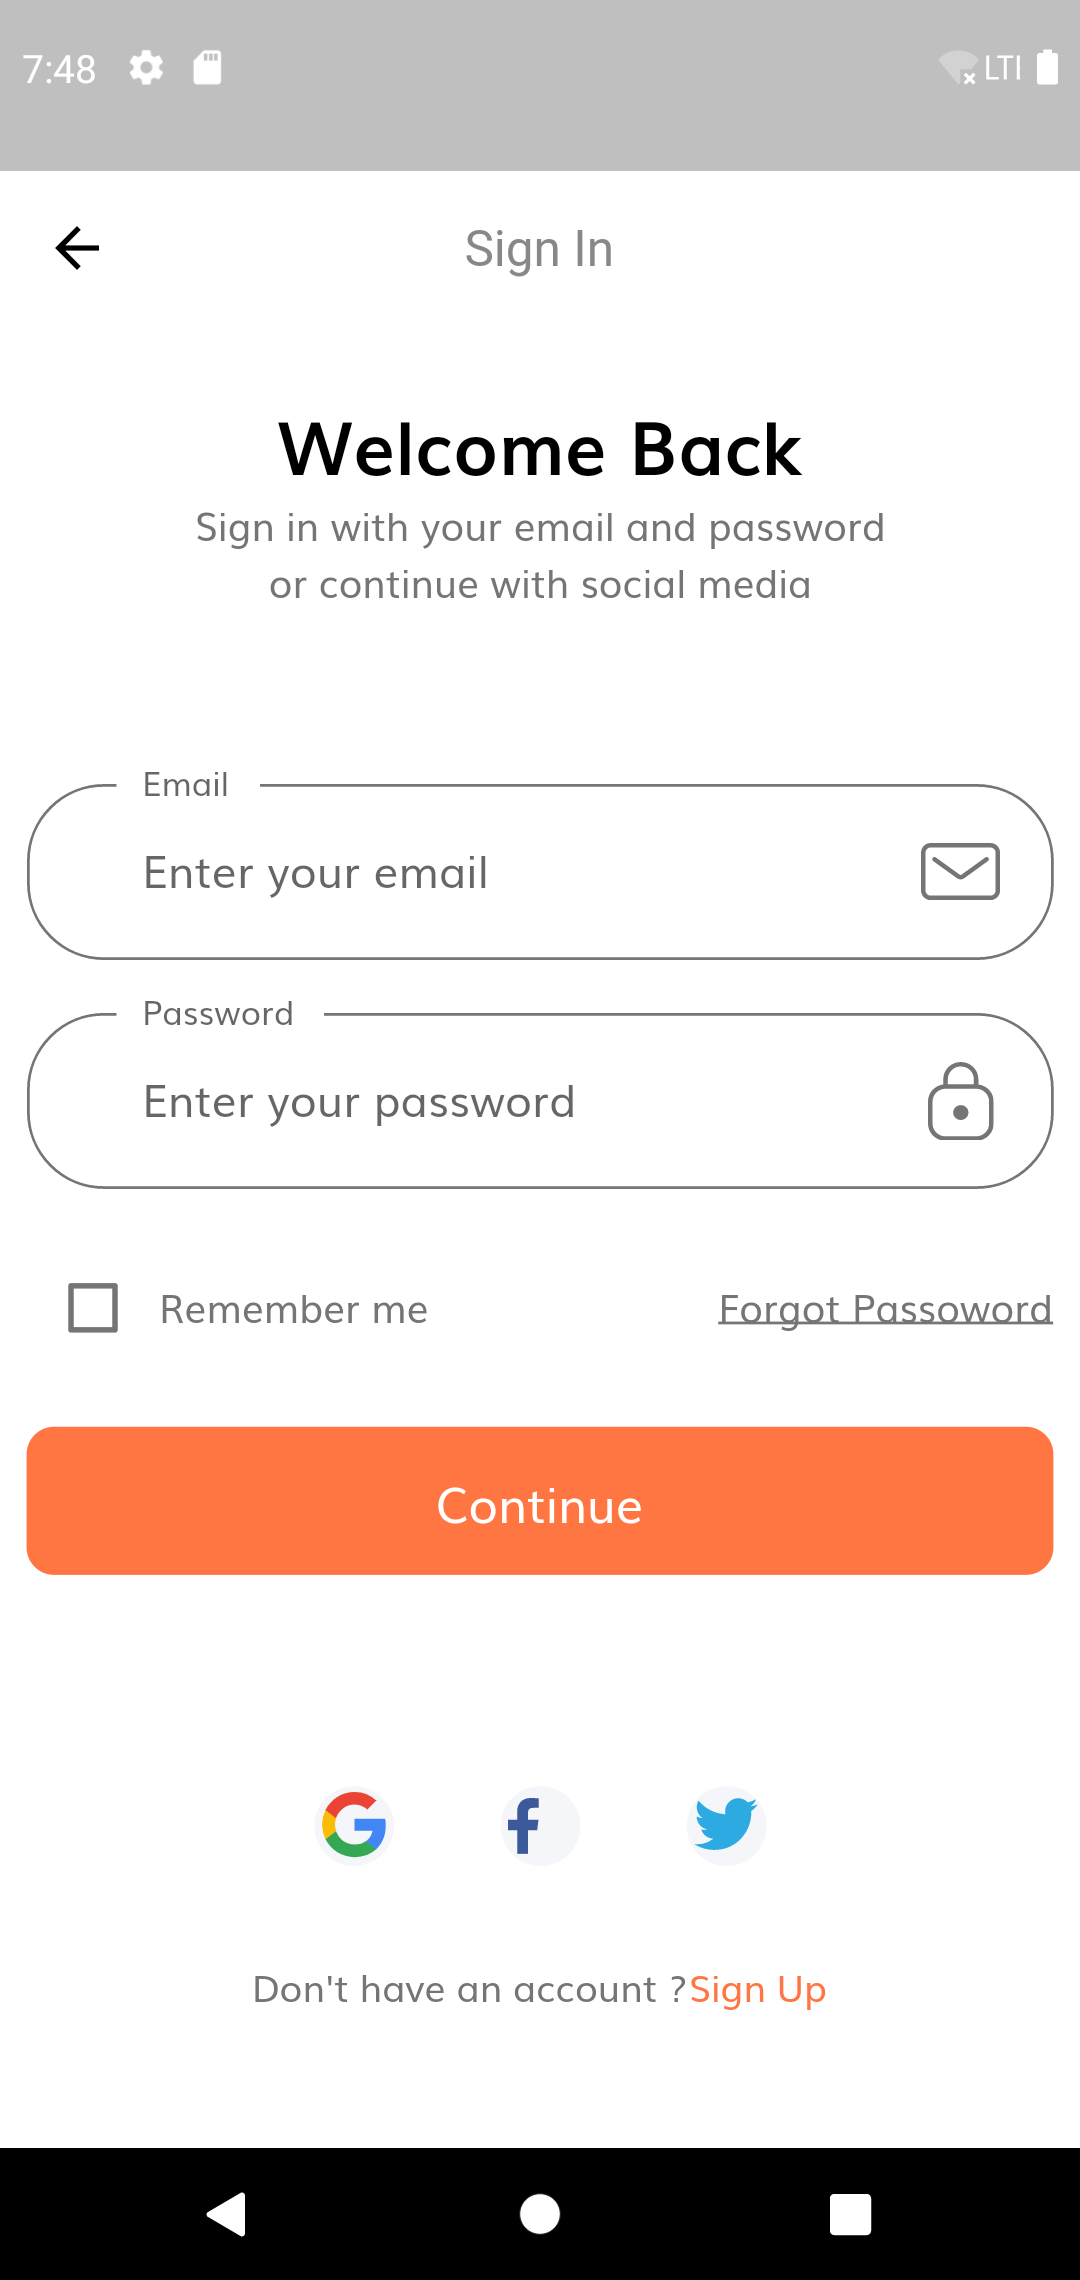 7:48
LTI
Sign In
Welcome Back
Sign in with your email and password
or continue with social media
Email
Enter your email
Password
Enter your password
Remember me
Forgot Passoword
Continue
Don't have an account ?Sign Up